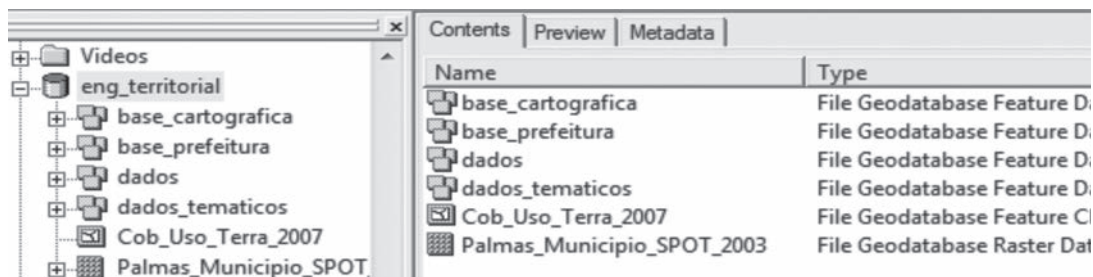 Videos
eng_territorial
base_cartografica
base_prefeitura
dados
dados_tematicos
Cob_Uso_Terra_2007
Palmas_Municipio_SPOT
Contents Preview Metadata
Name Type
base_cartografica File Geodatabase Feature
base_prefeitura File Geodatabase Feature
dados File Geodatabase Feature
dados_tematicos File Geodatabase Feature
Cob_Uso_Terra_2007 File Geodatabase Feature
Palmas_Municipio_SPOT_2003 File Geodatabase Raster